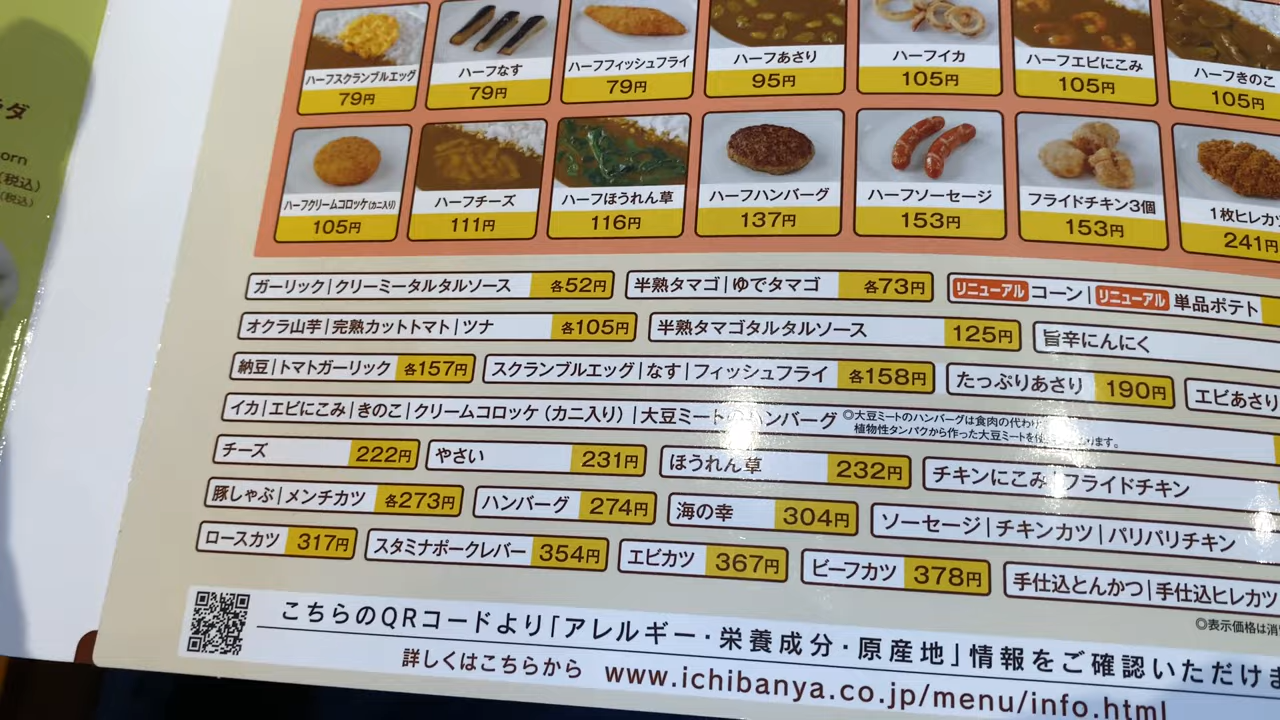 ラダ
orn
(税込)
(税込)
ハーフスクランブルエッグ
79円
ハーフなす
79円
ハーフフィッシュフライ
79円
ハーフあさり
95円
ハーフイカ
105円
ハーフエビにこみ
105円
ハーフきのこ
105円
ハーフクリームコロッケ(カニ入り)
105円
ハーフチーズ
111円
ハーフほうれん草
116円
ハーフハンバーグ
137円
ハーフソーセージ
153円
フライドチキン3個
153円
1枚ヒレカツ
241円
ガーリック|クリーミータルタルソース 各52円
半熟タマゴ|ゆでタマゴ 各73円
リニューアル コーン|リニューアル 単品ポテト
オクラ山芋|完熟カットトマト|ツナ 各105円
半熟タマゴタルタルソース 125円
旨辛にんにく
納豆|トマトガーリック 各157円
スクランブルエッグ|なす|フィッシュフライ 各158円
たっぷりあさり 190円
エビあさり
イカ|エビにこみ|きのこ|クリームコロッケ(カニ入り)|大豆ミートのハンバーグ
◎大豆ミートのハンバーグは食肉の代わり
植物性タンパクから作った大豆ミートを使 ます。
チーズ 222円
やさい 231円
ほうれん草 232円
チキンにこみ|フライドチキン
豚しゃぶ|メンチカツ 各273円
ハンバーグ 274円
海の幸 304円
ソーセージ|チキンカツ|パリパリチキン
ロースカツ 317円
スタミナポークレバー 354円
エビカツ 367円
ビーフカツ 378円
手仕込とんかつ|手仕込ヒレカツ
◎表示価格は消
こちらのQRコードより「アレルギー・栄養成分・原産地」情報をご確認いただけま
詳しくはこちらから www.ichibanya.co.jp/menu/info.html